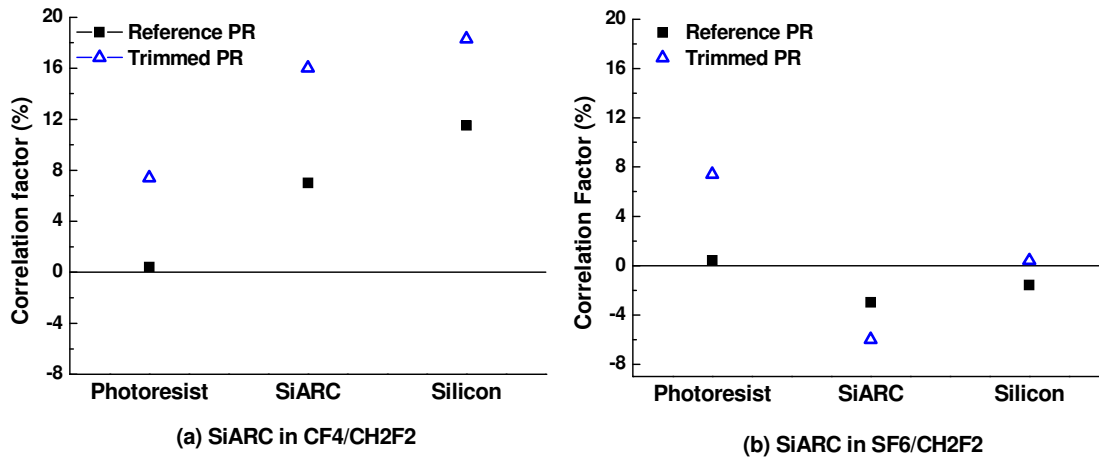 20
16
12
8
4
0
-4
-8
Correlation factor (%)
Reference PR
Trimmed PR
Photoresist
SiARC
Silicon
(a) SiARC in CF4/CH2F2
20
16
12
8
4
0
-4
-8
Correlation Factor (%)
Reference PR
Trimmed PR
Photoresist
SiARC
Silicon
(b) SiARC in SF6/CH2F2